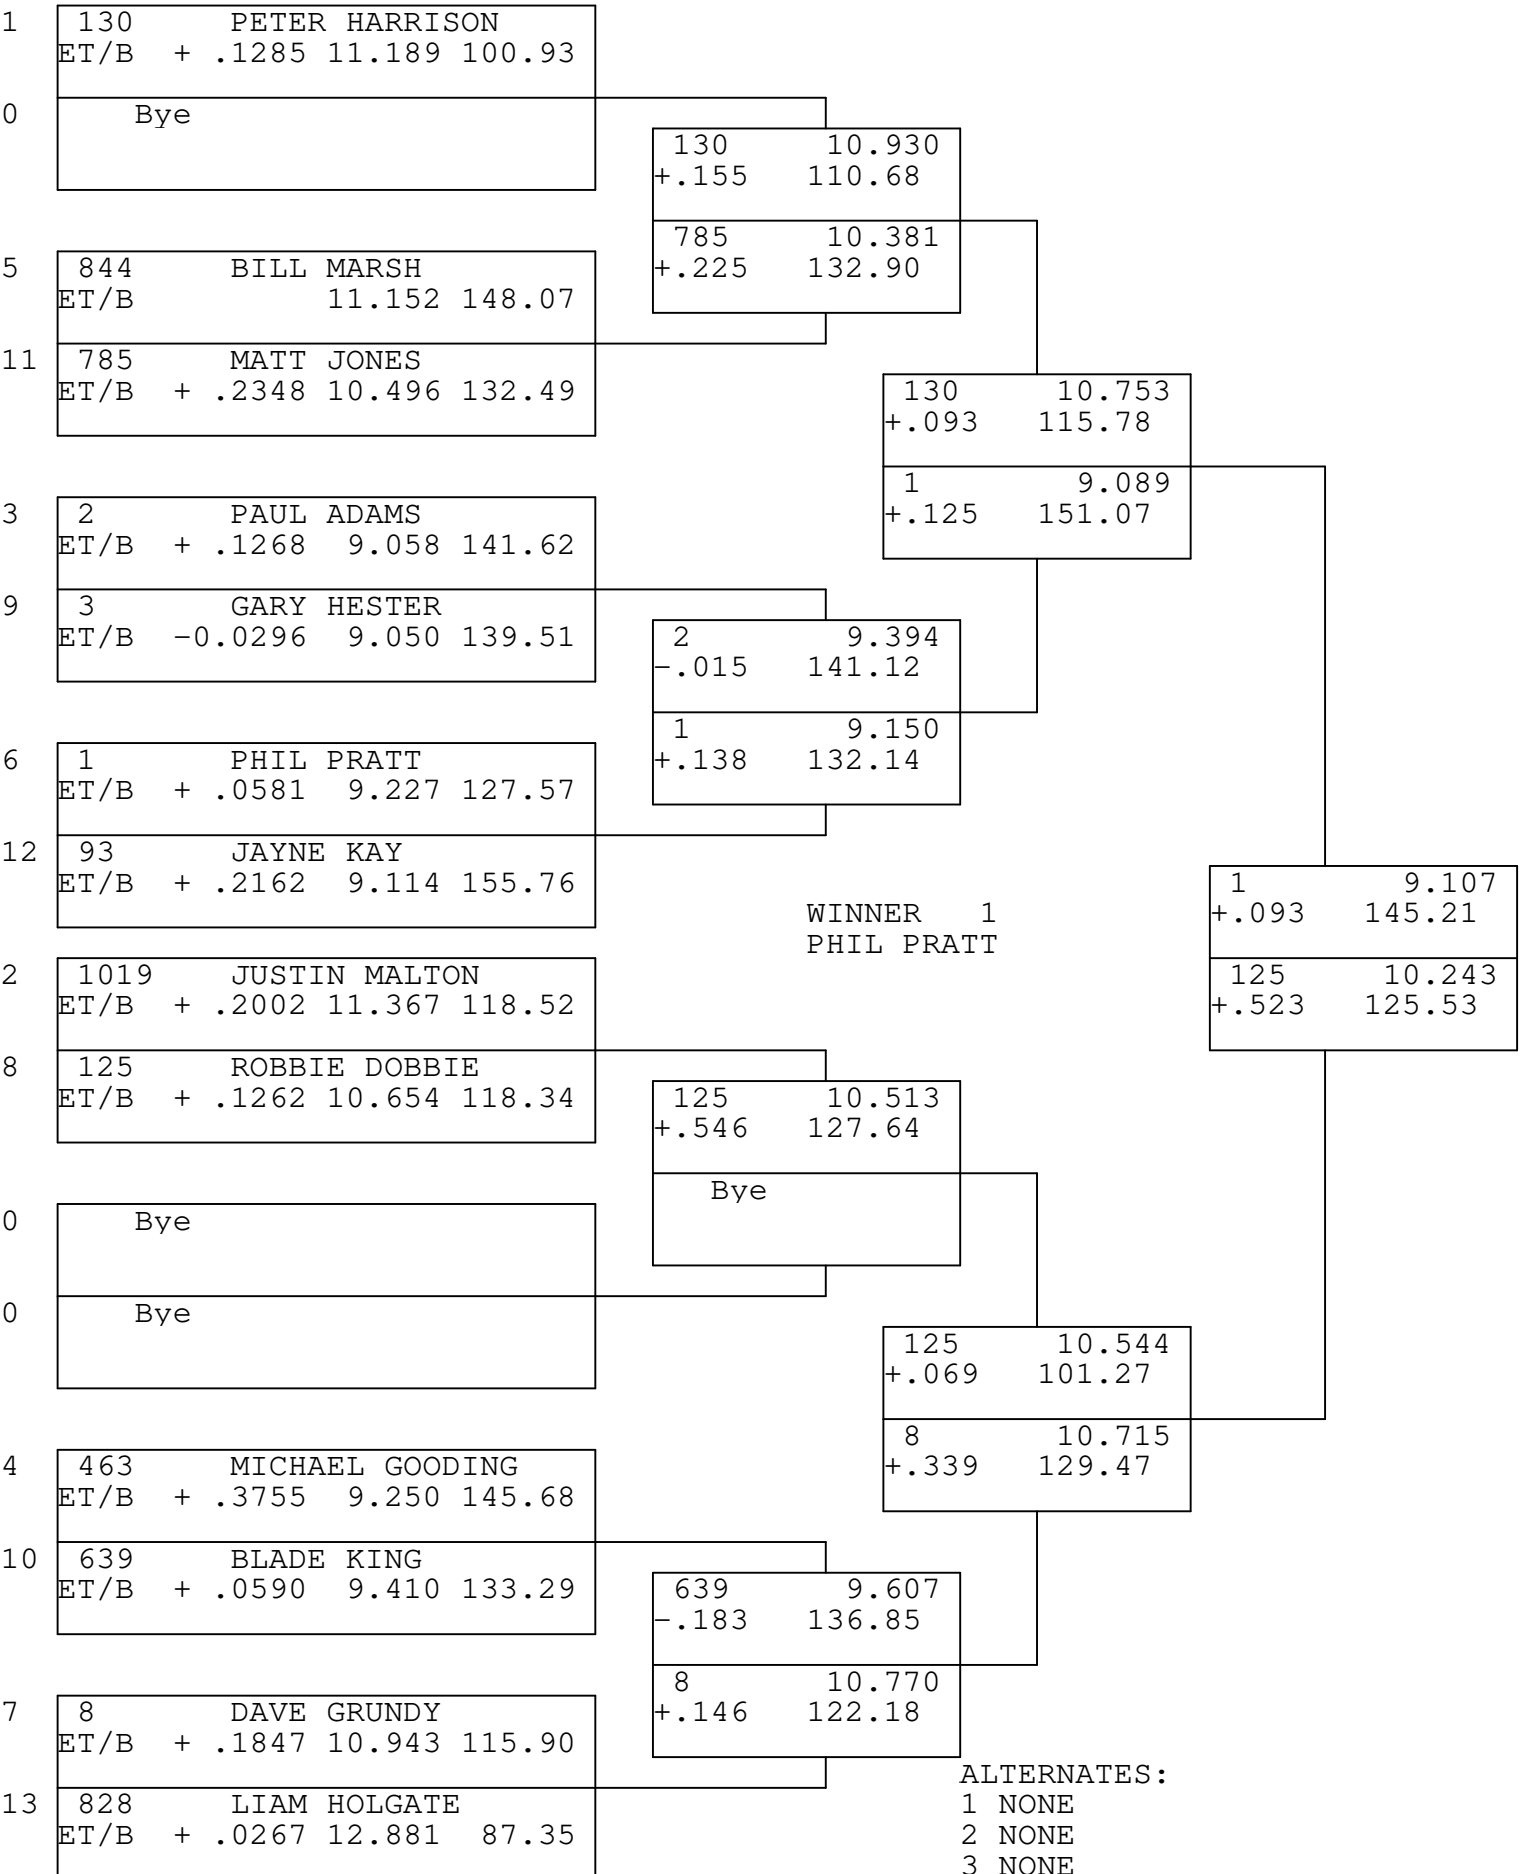 1 130 PETER HARRISON
ET/B + .1285 11.189 100.93
0 Bye
130 10.930
+.155 110.68
785 10.381
+.225 132.90
5 844 BILL MARSH
ET/B 11.152 148.07
11 785 MATT JONES
ET/B + .2348 10.496 132.49
130 10.753
+.093 115.78
1 9.089
+.125 151.07
3 2 PAUL ADAMS
ET/B + .1268 9.058 141.62
9 3 GARY HESTER
ET/B -0.0296 9.050 139.51
2 9.394
-.015 141.12
1 9.150
+.138 132.14
6 1 PHIL PRATT
ET/B + .0581 9.227 127.57
12 93 JAYNE KAY
ET/B + .2162 9.114 155.76
WINNER 1
PHIL PRATT
1 9.107
+.093 145.21
125 10.243
+.523 125.53
2 1019 JUSTIN MALTON
ET/B + .2002 11.367 118.52
8 125 ROBBIE DOBBIE
ET/B + .1262 10.654 118.34
125 10.513
+.546 127.64
Bye
0 Bye
0 Bye
125 10.544
+.069 101.27
8 10.715
+.339 129.47
4 463 MICHAEL GOODING
ET/B + .3755 9.250 145.68
10 639 BLADE KING
ET/B + .0590 9.410 133.29
639 9.607
-.183 136.85
8 10.770
+.146 122.18
7 8 DAVE GRUNDY
ET/B + .1847 10.943 115.90
13 828 LIAM HOLGATE
ET/B + .0267 12.881 87.35
ALTERNATES:
1 NONE
2 NONE
3 NONE